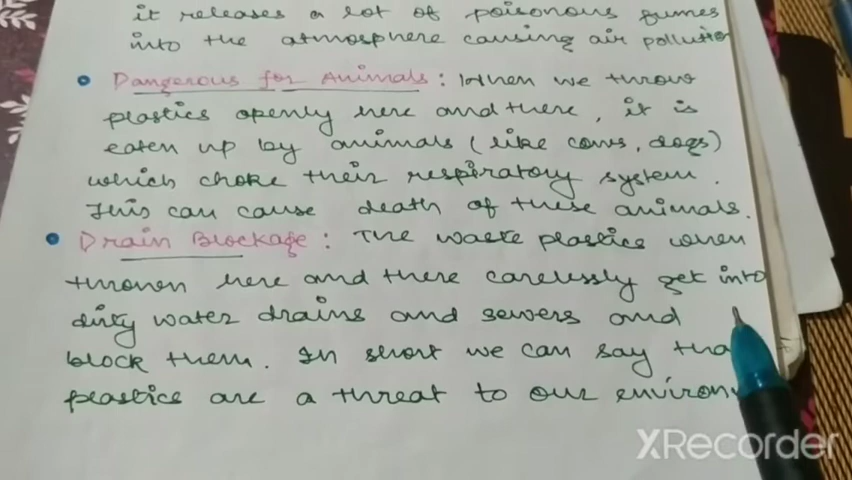 it releases a lot of poisonous fumes
into the atmosphere causing air pollution
Dangerous for Animals : When we throw
plastics openly here and there, it is
eaten up by animals (like cows, dogs)
which choke their respiratory system.
This can cause death of these animals.
Drain Blockage : The waste plastics when
thrown here and there carelessly get into
dirty water drains and sewers and
block them. In short we can say tha
plastics are a threat to our environ
XRecorder